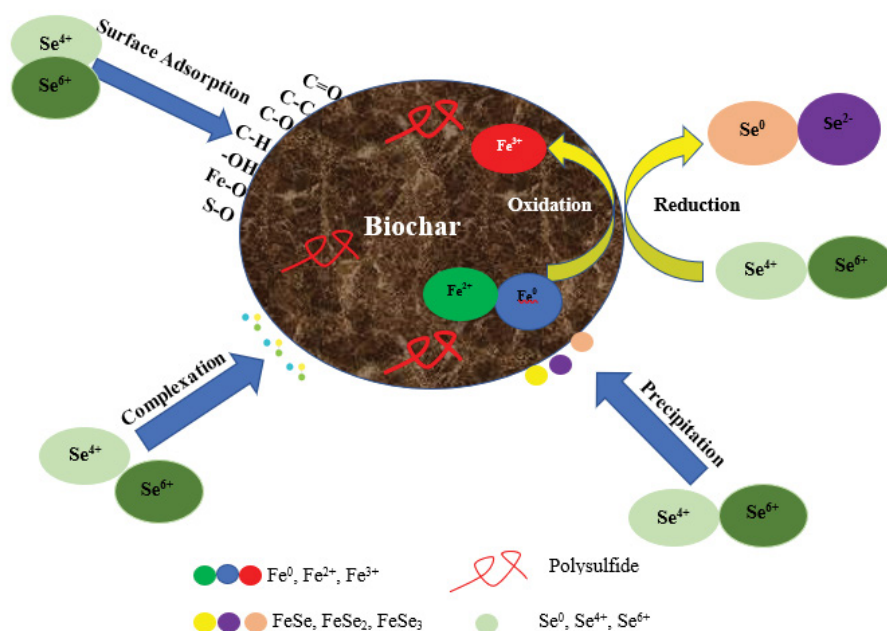 Se4+
Se6+
Surface Adsorption
C=O
C-C
C-O
C-H
-OH
Fe-O
S-O
Biochar
Fe3+
Oxidation
Fe2+
Fe0
Reduction
Se0
Se2-
Se4+
Se6+
Complexation
Se4+
Se6+
Precipitation
Se4+
Se6+
Fe0, Fe2+, Fe3+
Polysulfide
FeSe, FeSe2, FeSe3
Se0, Se4+, Se6+